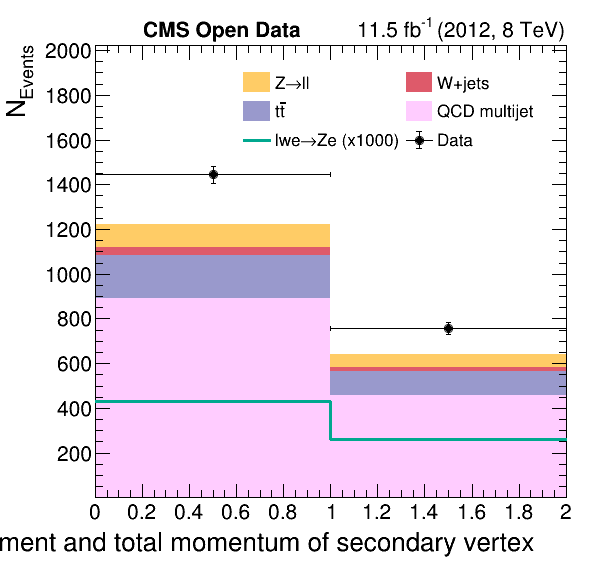 CMS Open Data 11.5 fb⁻¹ (2012, 8 TeV)
N_Events
2000
1800
1600
1400
1200
1000
800
600
400
200
Z→ll W+jets
tt̄ QCD multijet
lwe→Ze (x1000) Data
0 0.2 0.4 0.6 0.8 1 1.2 1.4 1.6 1.8 2
ment and total momentum of secondary vertex